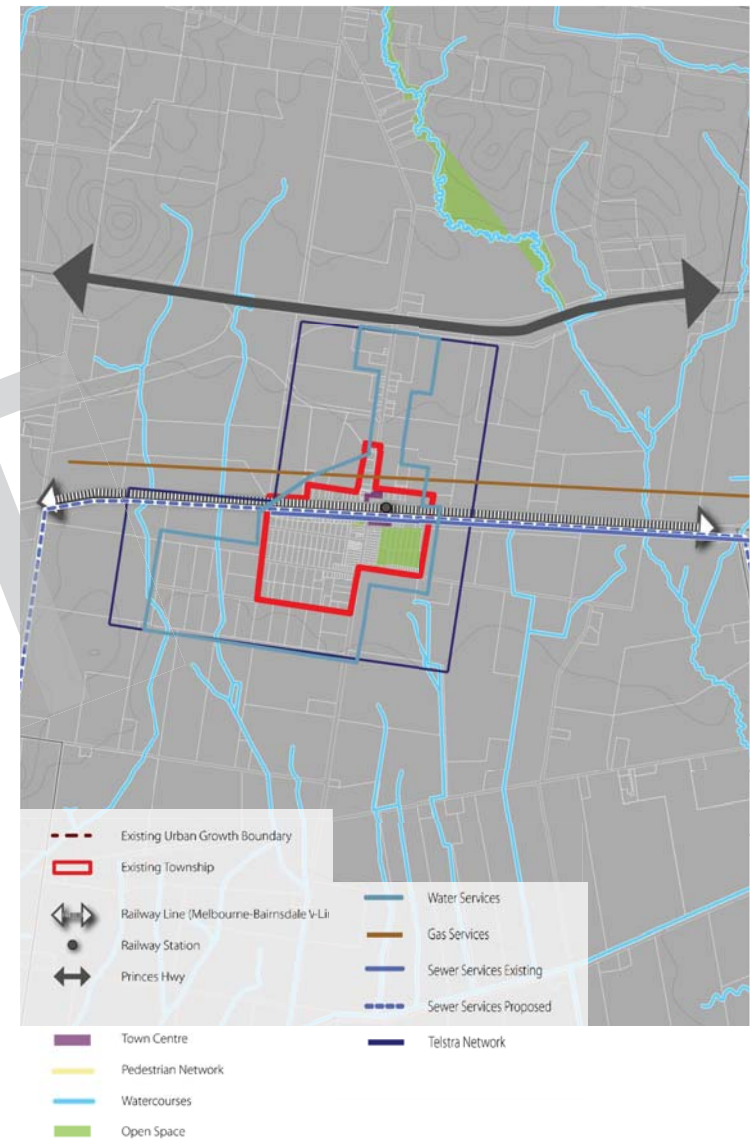 Existing Urban Growth Boundary
Existing Township
Railway Line (Melbourne-Bairnsdale V-Li
Railway Station
Princes Hwy
Town Centre
Pedestrian Network
Watercourses
Open Space
Water Services
Gas Services
Sewer Services Existing
Sewer Services Proposed
Telstra Network